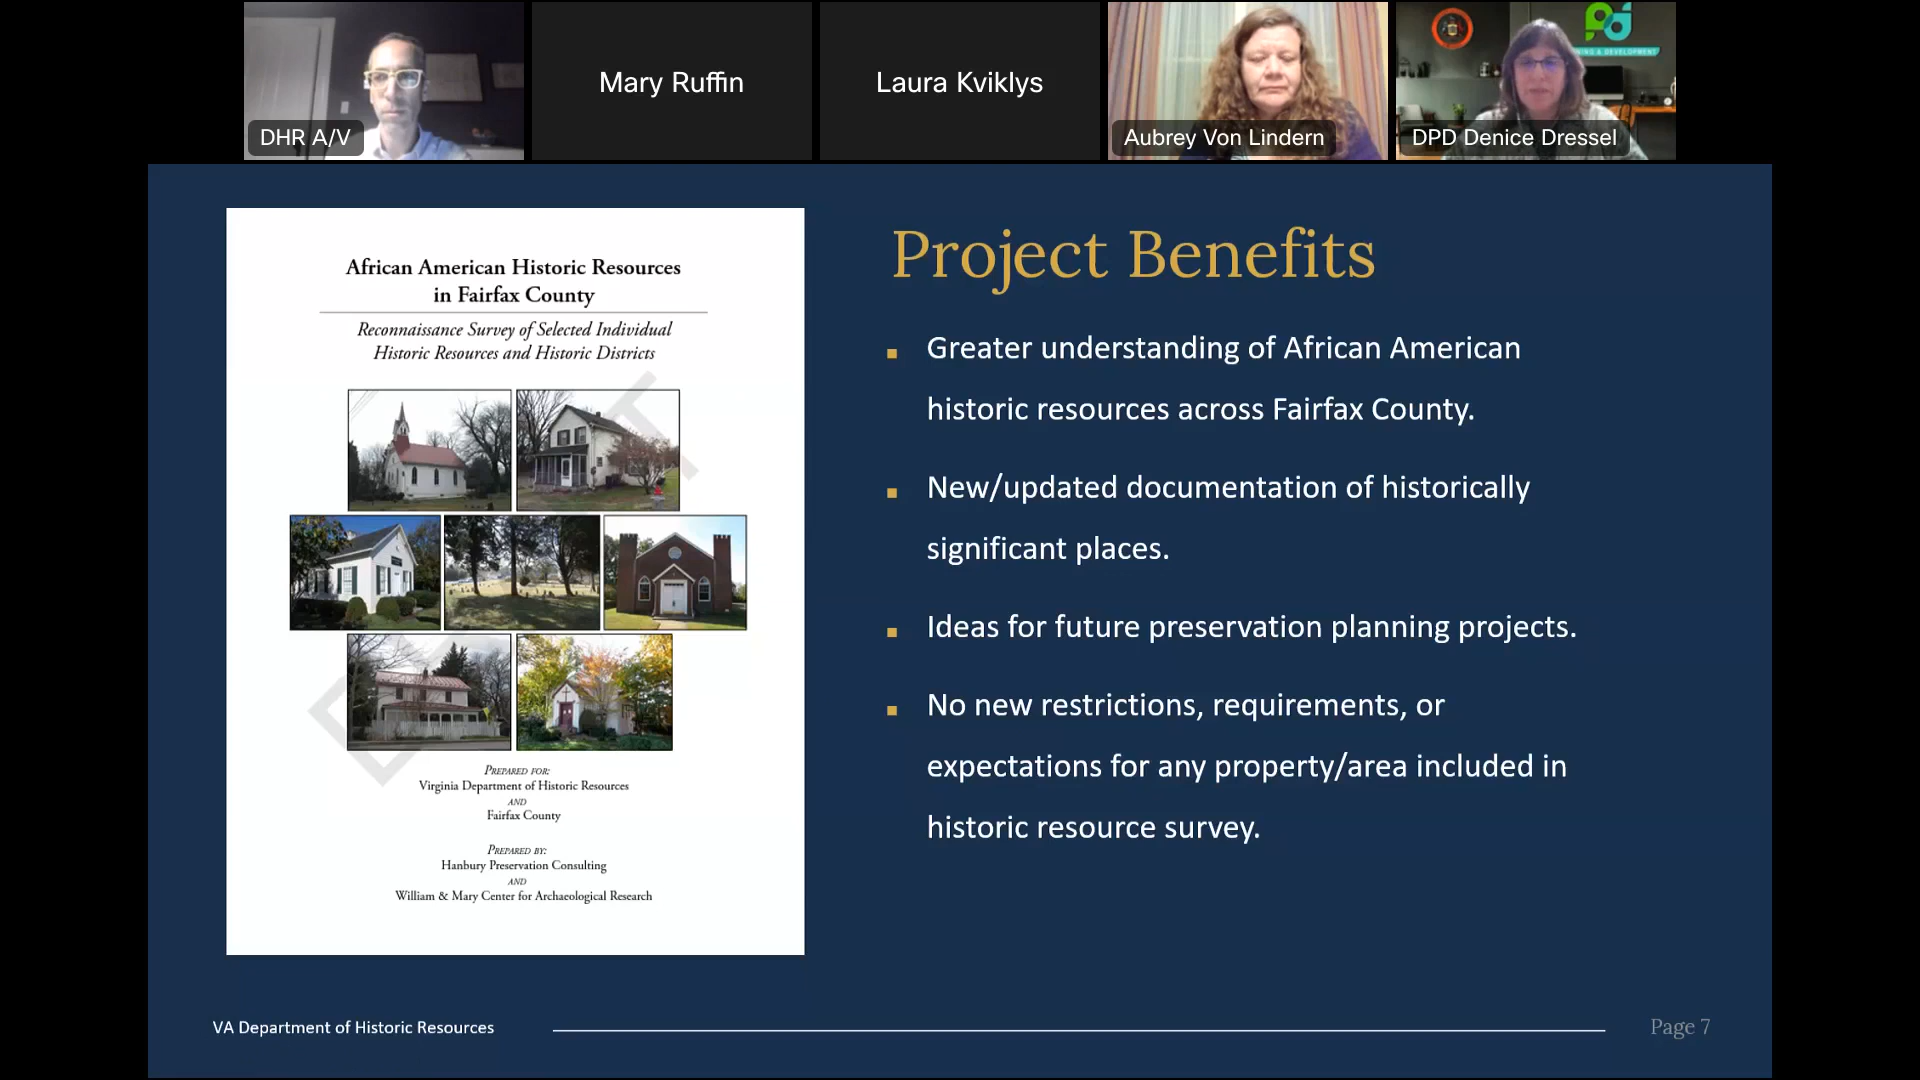 DHR A/V
Mary Ruffin
Laura Kviklys
Aubrey Von Lindern
DPD Denice Dressel
African American Historic Resources
in Fairfax County
Reconnaissance Survey of Selected Individual
Historic Resources and Historic Districts
PREPARED FOR:
Virginia Department of Historic Resources
AND
Fairfax County
PREPARED BY:
Hanbury Preservation Consulting
AND
William & Mary Center for Archaeological Research
Project Benefits
Greater understanding of African American
historic resources across Fairfax County.
New/updated documentation of historically
significant places.
Ideas for future preservation planning projects.
No new restrictions, requirements, or
expectations for any property/area included in
historic resource survey.
VA Department of Historic Resources
Page 7